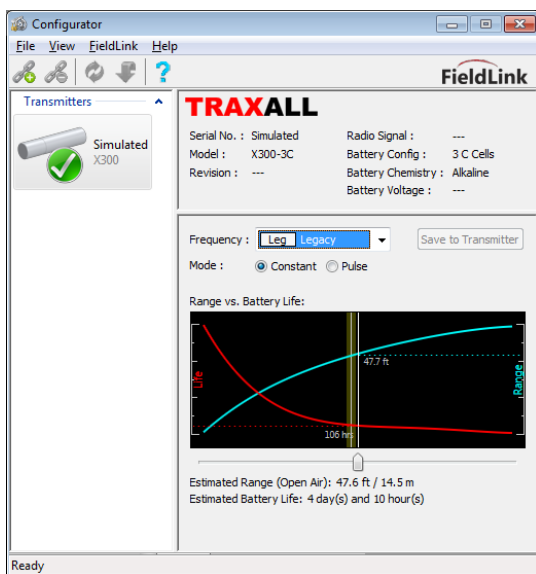 Configurator
File View FieldLink Help
FieldLink
Transmitters
Simulated
X300
TRAXALL
Serial No. : Simulated Radio Signal : ---
Model : X300-3C Battery Config : 3 C Cells
Revision : --- Battery Chemistry : Alkaline
Battery Voltage : ---
Frequency : Leg Legacy Save to Transmitter
Mode : Constant Pulse
Range vs. Battery Life:
47.7 ft
Life
Range
106 hrs
Estimated Range (Open Air): 47.6 ft / 14.5 m
Estimated Battery Life: 4 day(s) and 10 hour(s)
Ready